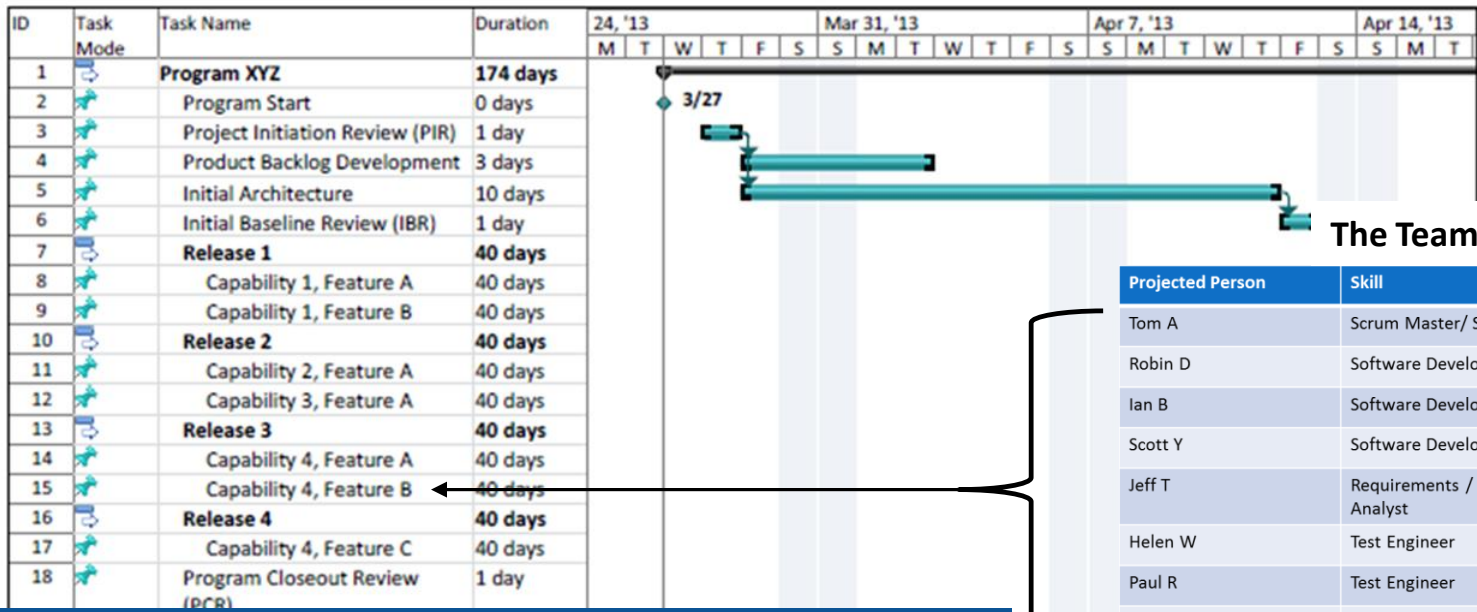 ID Task Task Name Duration 24, '13 Mar 31, '13 Apr 7, '13 Apr 14, '13
Mode M T W T F S S M T W T F S S M T W T F S S M T
1 Program XYZ 174 days
2 Program Start 0 days 3/27
3 Project Initiation Review (PIR) 1 day
4 Product Backlog Development 3 days
5 Initial Architecture 10 days
6 Initial Baseline Review (IBR) 1 day
7 Release 1 40 days
8 Capability 1, Feature A 40 days
9 Capability 1, Feature B 40 days
10 Release 2 40 days
11 Capability 2, Feature A 40 days
12 Capability 3, Feature A 40 days
13 Release 3 40 days
14 Capability 4, Feature A 40 days
15 Capability 4, Feature B 40 days
16 Release 4 40 days
17 Capability 4, Feature C 40 days
18 Program Closeout Review 1 day
(PCR)
The Team
Projected Person Skill
Tom A Scrum Master/
Robin D Software
Ian B Software
Scott Y Software
Jeff T Requirements /
Analyst
Helen W Test Engineer
Paul R Test Engineer